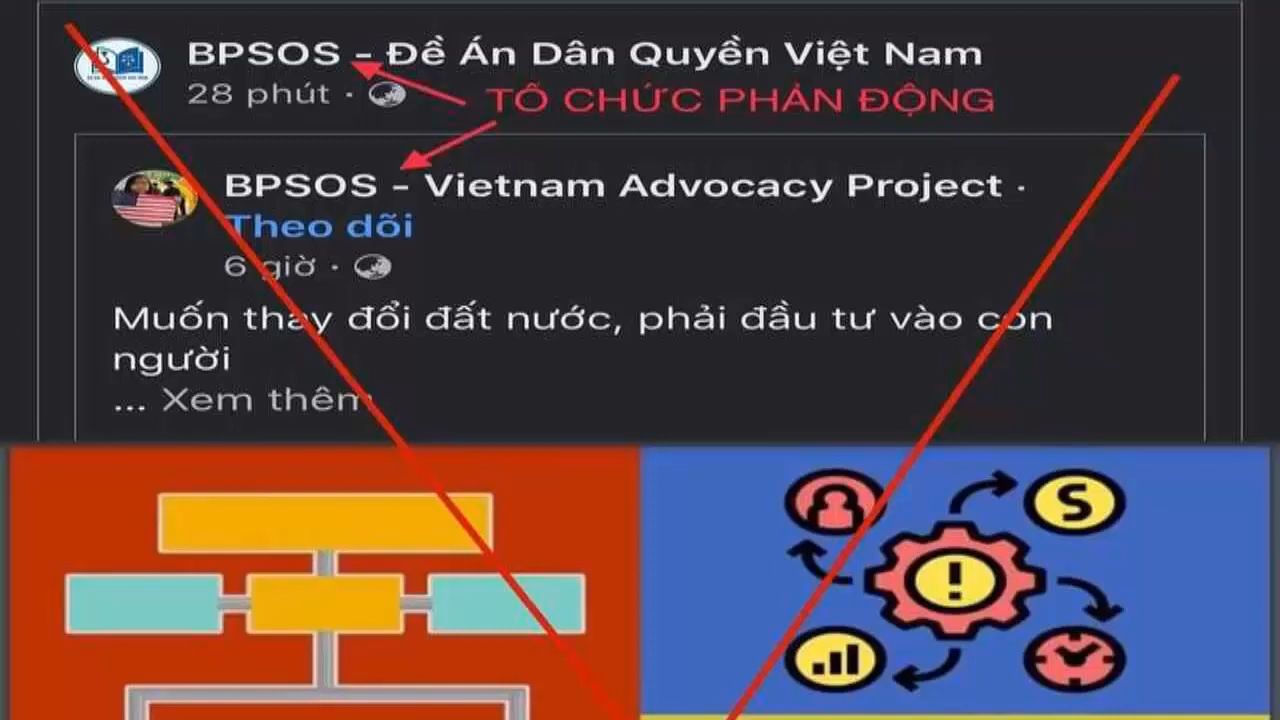 BPSOS - Đề Án Dân Quyền Việt Nam
28 phút ·
TỔ CHỨC PHẢN ĐỘNG
BPSOS - Vietnam Advocacy Project ·
Theo dõi
6 giờ ·
Muốn thay đổi đất nước, phải đầu tư vào con
người
... Xem thêm
S
!